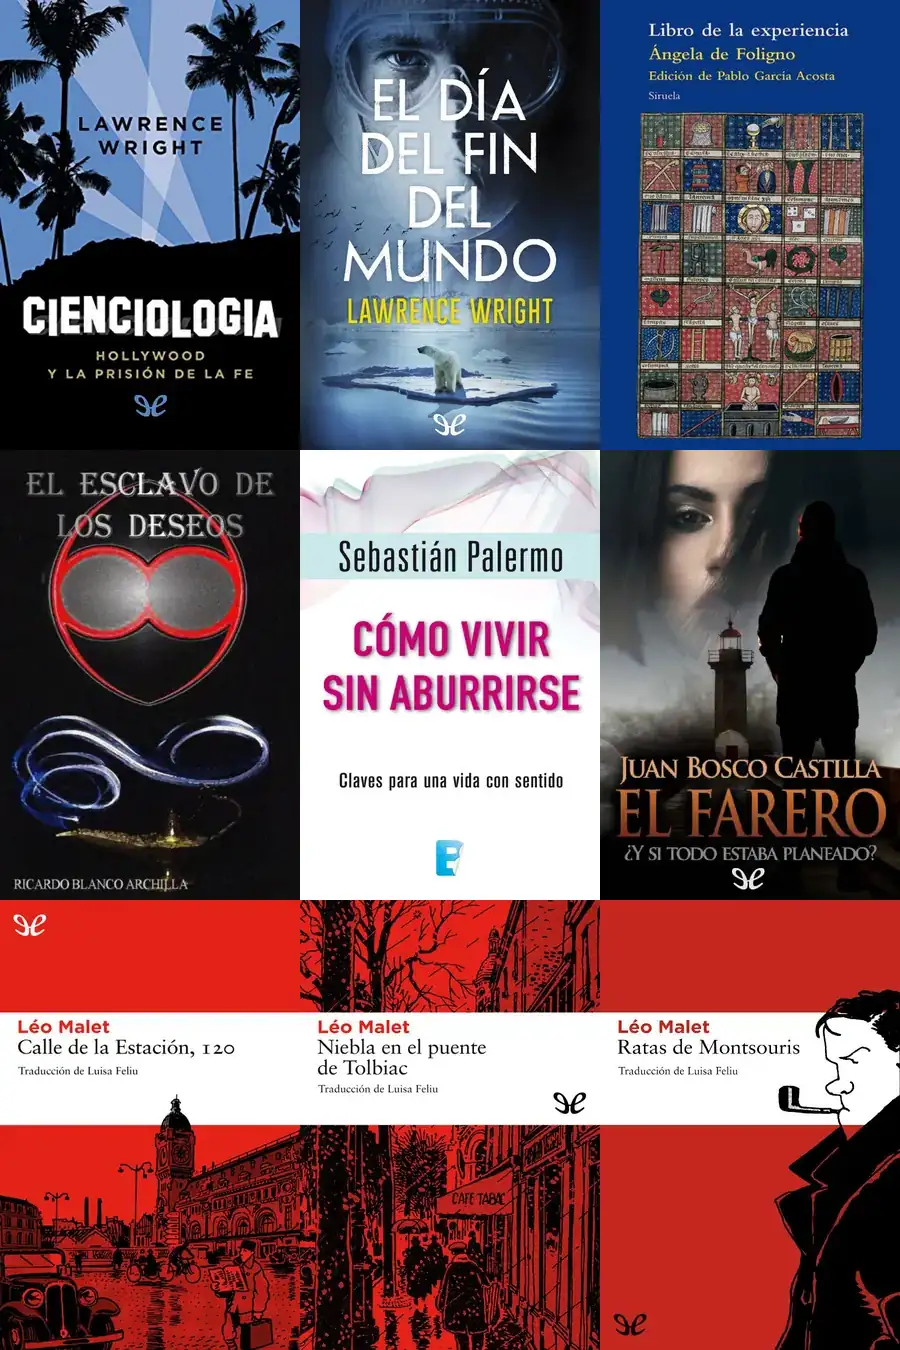 LAWRENCE
WRIGHT
CIENCIOLOGIA
HOLLYWOOD
Y LA PRISIÓN DE LA FE
EL DÍA
DEL FIN
DEL
MUNDO
LAWRENCE WRIGHT
Libro de la experiencia
Ángela de Foligno
Edición de Pablo García Acosta
Siruela
EL ESCLAVO DE
LOS DESEOS
RICARDO BLANCO ARCHILLA
Sebastián Palermo
CÓMO VIVIR
SIN ABURRIRSE
Claves para una vida con sentido
JUAN BOSCO CASTILLA
EL FARERO
¿Y SI TODO ESTABA PLANEADO?
Léo Malet
Calle de la Estación, 120
Traducción de Luisa Feliu
Léo Malet
Niebla en el puente
de Tolbiac
Traducción de Luisa Feliu
CAFE TABAC
Léo Malet
Ratas de Montsouris
Traducción de Luisa Feliu